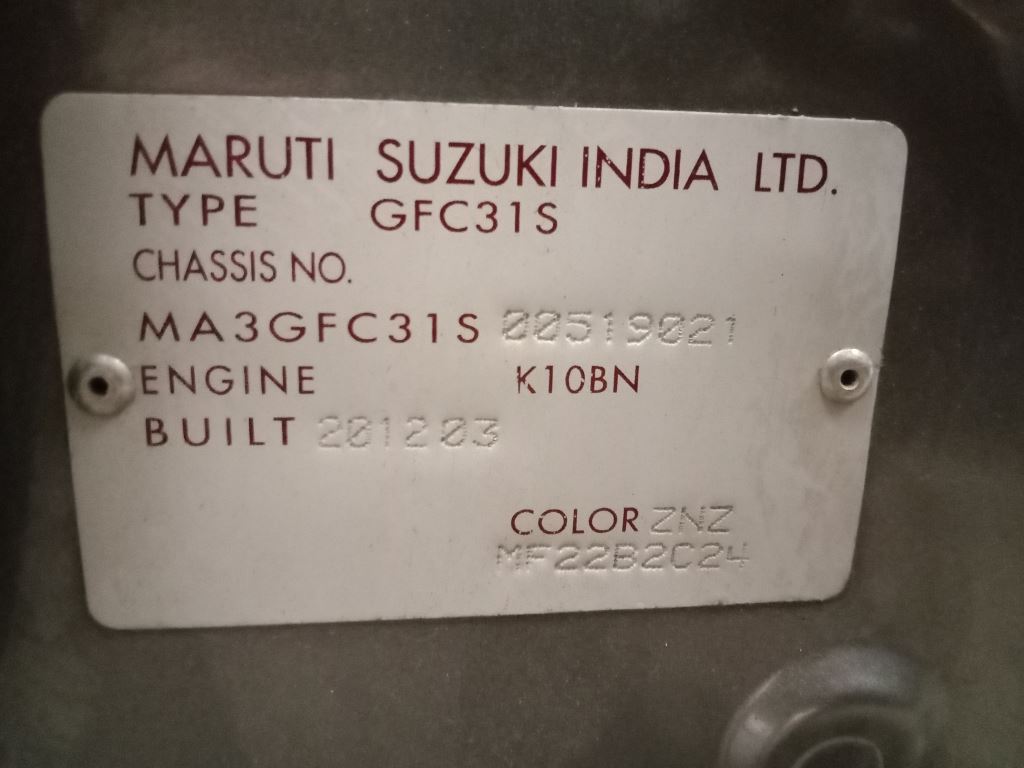 MARUTI SUZUKI INDIA LTD.
TYPE GFC31S
CHASSIS NO.
MA3GFC31S 00519021
ENGINE K10BN
BUILT 201203
COLOR ZNZ
MF22B2C24